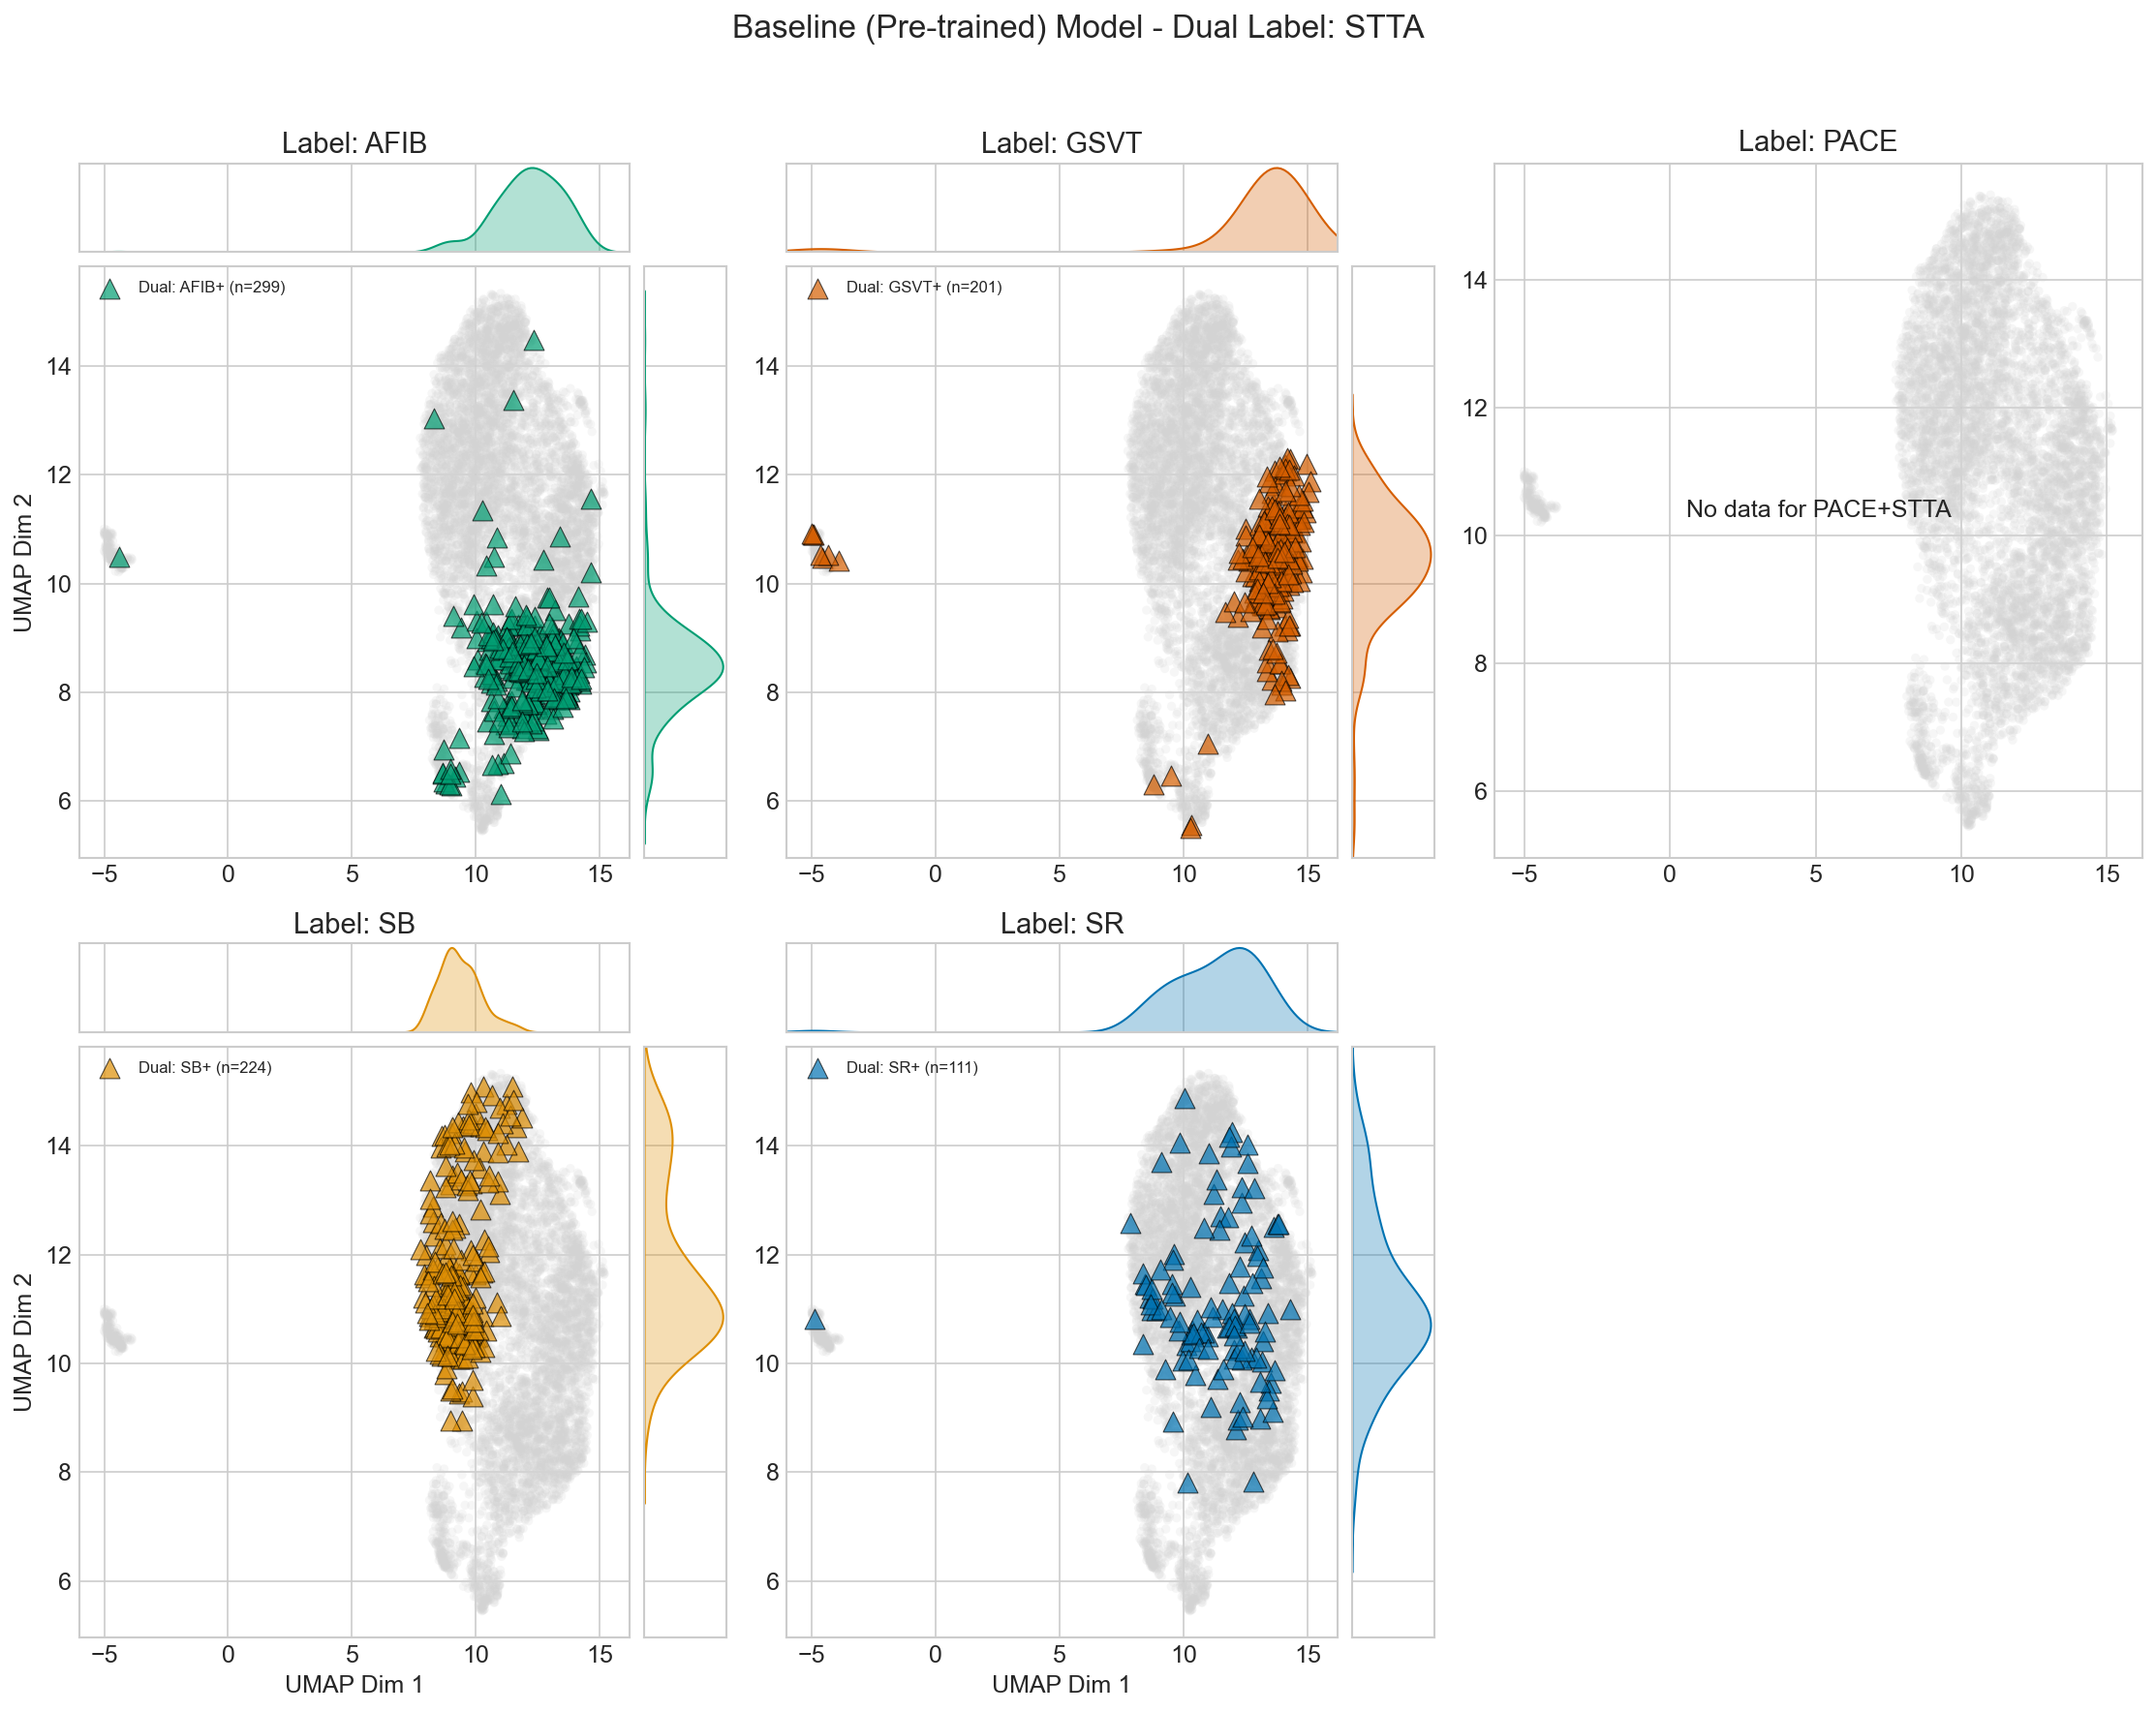 Baseline (Pre-trained) Model - Dual Label: STTA
Label: AFIB
Dual: AFIB+ (n=299)
UMAP Dim 2
14
12
10
8
6
−5 0 5 10 15
Label: GSVT
Dual: GSVT+ (n=201)
14
12
10
8
6
−5 0 5 10 15
Label: PACE
No data for PACE+STTA
14
12
10
8
6
−5 0 5 10 15
Label: SB
Dual: SB+ (n=224)
UMAP Dim 2
14
12
10
8
6
−5 0 5 10 15
UMAP Dim 1
Label: SR
Dual: SR+ (n=111)
14
12
10
8
6
−5 0 5 10 15
UMAP Dim 1